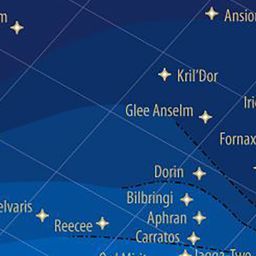 Ansion
Kril'Dor
Glee Anselm
Fornax
Dorin
Bilbringi
elvaris
Aphran
Reecee
Carratos